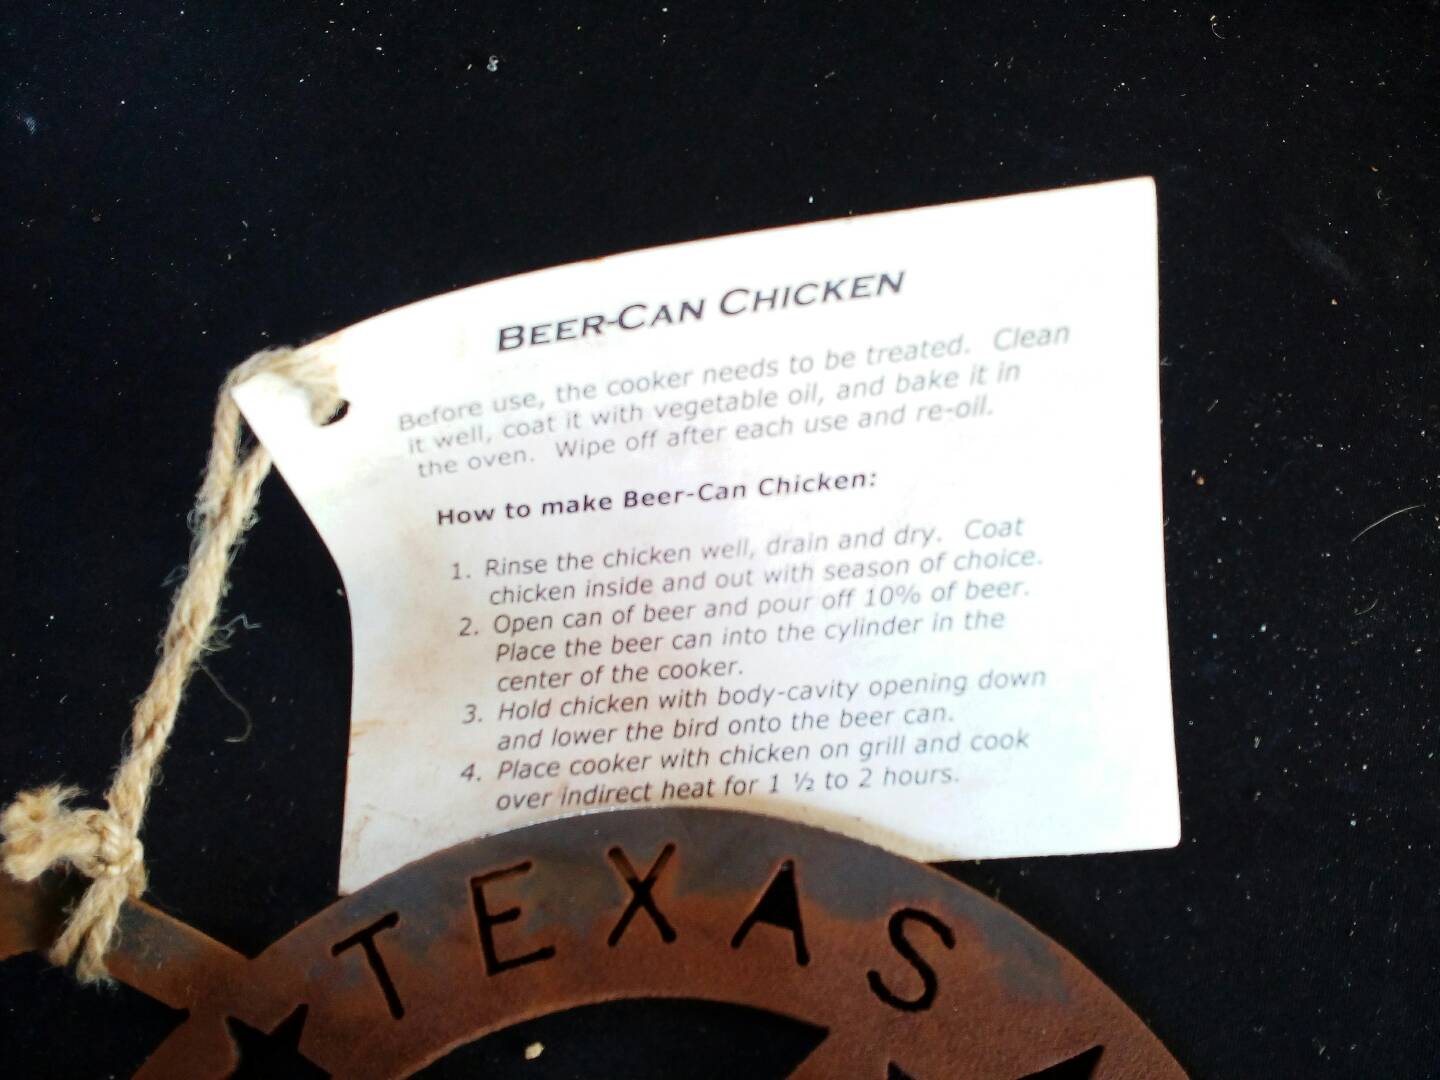 BEER-CAN CHICKEN
Before use, the cooker needs to be treated. Clean
it well, coat it with vegetable oil, and bake it in
the oven. Wipe off after each use and re-oil.
How to make Beer-Can Chicken:
1. Rinse the chicken well, drain and dry. Coat
chicken inside and out with season of choice.
2. Open can of beer and pour off 10% of beer.
Place the beer can into the cylinder in the
center of the cooker.
3. Hold chicken with body-cavity opening down
and lower the bird onto the beer can.
4. Place cooker with chicken on grill and cook
over indirect heat for 1 ½ to 2 hours.
TEXAS